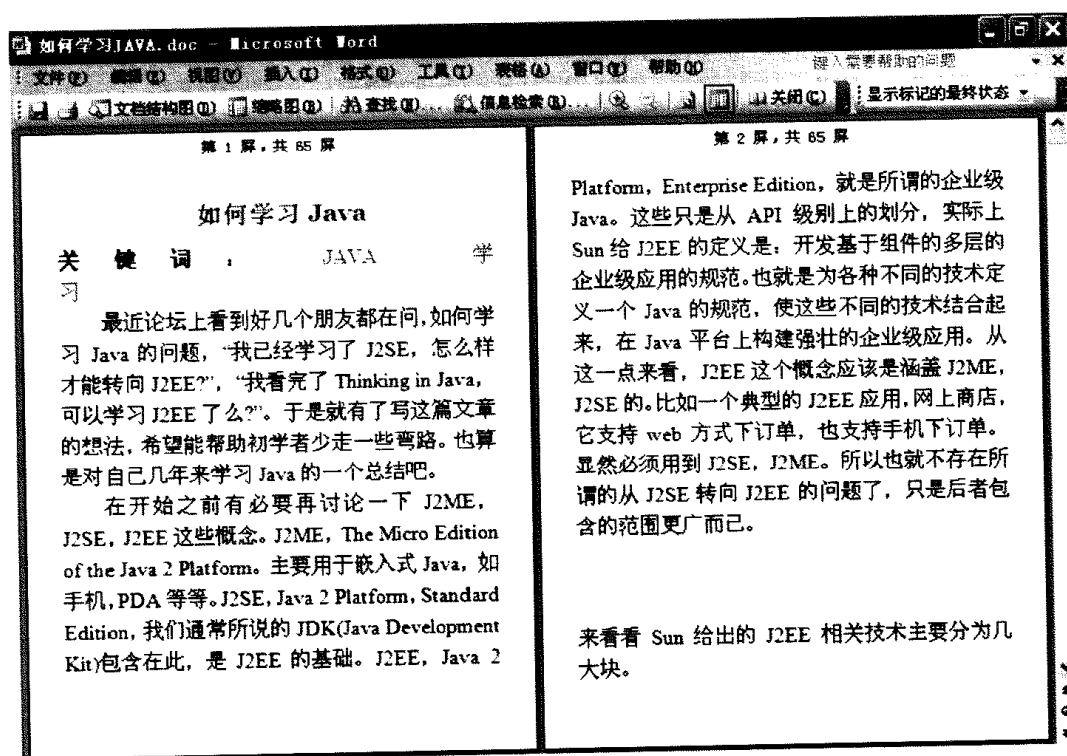 如何学习JAVA.doc - Microsoft Word
文件(F) 编辑(E) 视图(V) 插入(I) 格式(O) 工具(T) 表格(A) 窗口(W) 帮助(H) 键入需要帮助的问题
文档结构图(D) 缩略图(B) 查找(F)... 信息检索(R)... 关闭(C) 显示标记的最终状态
第 1 屏，共 65 屏
如何学习 Java
关 键 词 ： JAVA 学
习
最近论坛上看到好几个朋友都在问，如何学
习 Java 的问题，“我已经学习了 J2SE，怎么样
才能转向 J2EE?”，“我看完了 Thinking in Java，
可以学习 J2EE 了么?”。于是就有了写这篇文章
的想法，希望能帮助初学者少走一些弯路。也算
是对自己几年来学习 Java 的一个总结吧。
在开始之前有必要再讨论一下 J2ME，
J2SE，J2EE 这些概念。J2ME，The Micro Edition
of the Java 2 Platform。主要用于嵌入式 Java，如
手机，PDA 等等。J2SE，Java 2 Platform，Standard
Edition，我们通常所说的 JDK(Java Development
Kit)包含在此，是 J2EE 的基础。J2EE，Java 2
第 2 屏，共 65 屏
Platform，Enterprise Edition，就是所谓的企业级
Java。这些只是从 API 级别上的划分，实际上
Sun 给 J2EE 的定义是：开发基于组件的多层的
企业级应用的规范。也就是为各种不同的技术定
义一个 Java 的规范，使这些不同的技术结合起
来，在 Java 平台上构建强壮的企业级应用。从
这一点来看，J2EE 这个概念应该是涵盖 J2ME，
J2SE 的。比如一个典型的 J2EE 应用，网上商店，
它支持 web 方式下订单，也支持手机下订单。
显然必须用到 J2SE，J2ME。所以也就不存在所
谓的从 J2SE 转向 J2EE 的问题了，只是后者包
含的范围更广而已。
来看看 Sun 给出的 J2EE 相关技术主要分为几
大块。